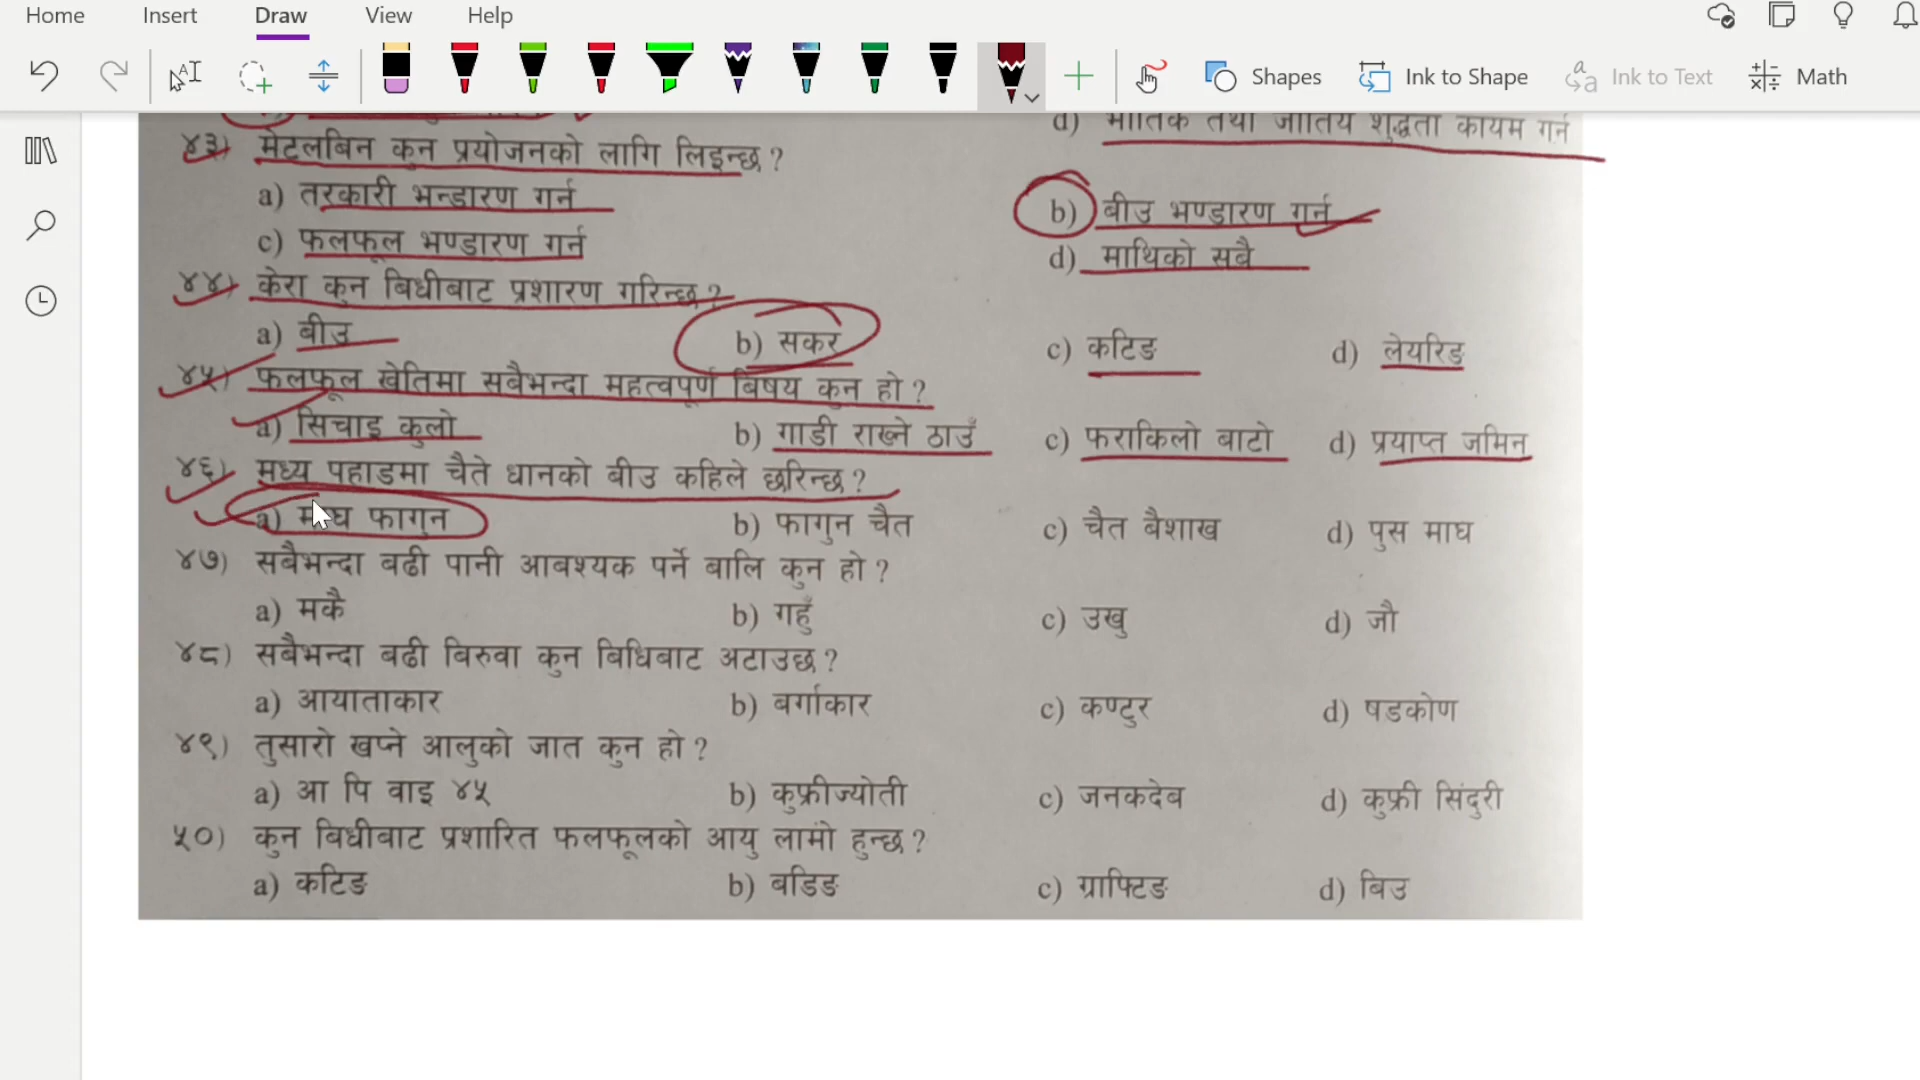 Home Insert Draw View Help
Shapes Ink to Shape Ink to Text Math
d) भौतिक तथा जातिय शुद्धता कायम गर्न
४३) मेटलबिन कुन प्रयोजनको लागि लिइन्छ ?
a) तरकारी भन्डारण गर्न b) बीउ भण्डारण गर्न
c) फलफूल भण्डारण गर्न d) माथिको सबै
४४) केरा कुन बिधीबाट प्रशारण गरिन्छ ?
a) बीउ b) सकर c) कटिङ d) लेयरिङ
४५) फलफूल खेतिमा सबैभन्दा महत्वपूर्ण बिषय कुन हो ?
a) सिचाइ कुलो b) गाडी राख्ने ठाउँ c) फराकिलो बाटो d) प्रयाप्त जमिन
४६) मध्य पहाडमा चैते धानको बीउ कहिले छरिन्छ ?
a) माघ फागुन b) फागुन चैत c) चैत बैशाख d) पुस माघ
४७) सबैभन्दा बढी पानी आबश्यक पर्ने बालि कुन हो ?
a) मकै b) गहुँ c) उखु d) जौ
४८) सबैभन्दा बढी बिरुवा कुन बिधिबाट अटाउछ ?
a) आयाताकार b) बर्गाकार c) कण्टुर d) षडकोण
४९) तुसारो खप्ने आलुको जात कुन हो ?
a) आ पि वाइ ४५ b) कुफ्रीज्योती c) जनकदेब d) कुफ्री सिंदुरी
५०) कुन बिधीबाट प्रशारित फलफूलको आयु लामो हुन्छ ?
a) कटिङ b) बडिङ c) ग्राफ्टिङ d) बिउ